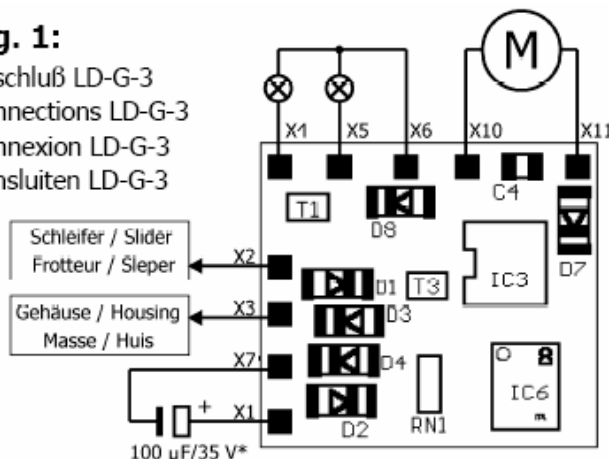 g. 1:
schluß LD-G-3
nnections LD-G-3
nnexion LD-G-3
nsluiten LD-G-3
M
X4 X5 X6 X10 X11
T1
D8
C4
D7
Schleifer / Slider
Frotteur / Sleper
X2
D1
T3
IC3
Gehäuse / Housing
Masse / Huis
X3
D3
X7
D4
8
IC6
m
+
X1
D2
RN1
100 µF/35 V*